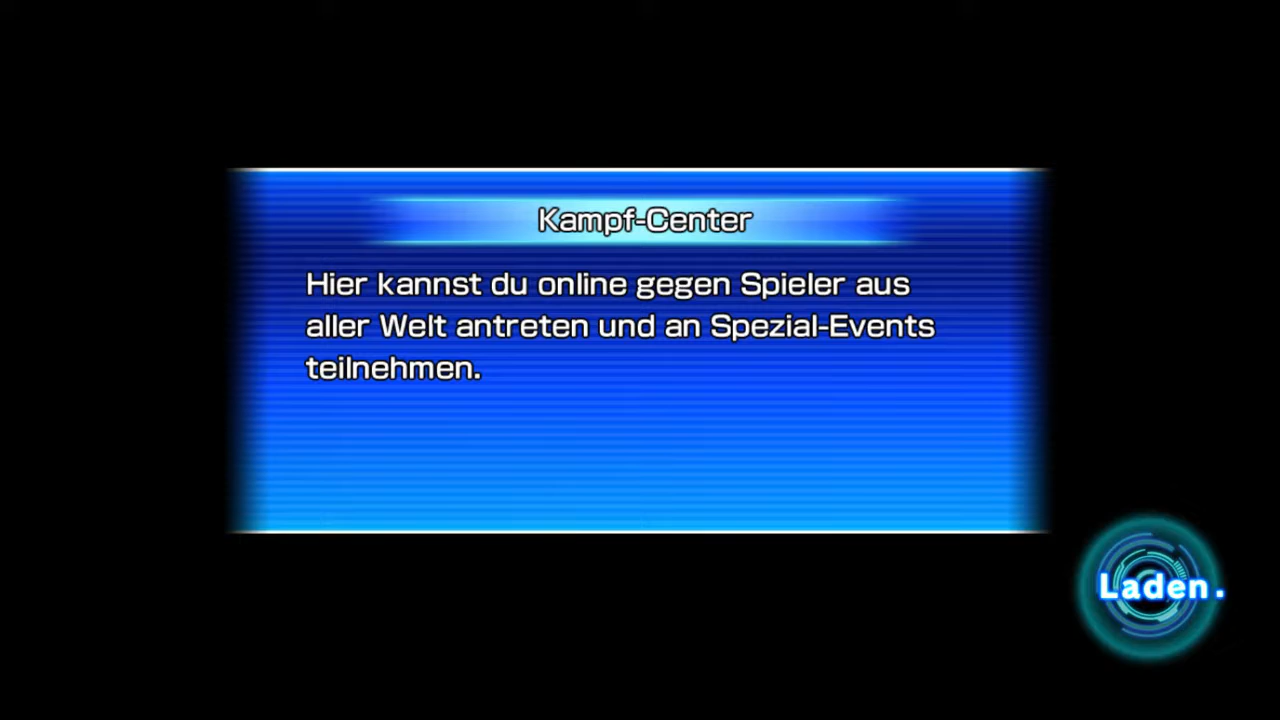 Kampf-Center
Hier kannst du online gegen Spieler aus
aller Welt antreten und an Spezial-Events
teilnehmen.
Laden.